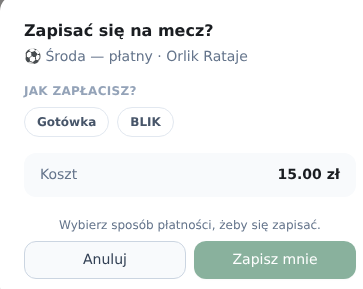 Zapisać się na mecz?
⚽ Środa — płatny · Orlik Rataje
JAK ZAPŁACISZ?
Gotówka BLIK
Koszt 15.00 zł
Wybierz sposób płatności, żeby się zapisać.
Anuluj Zapisz mnie